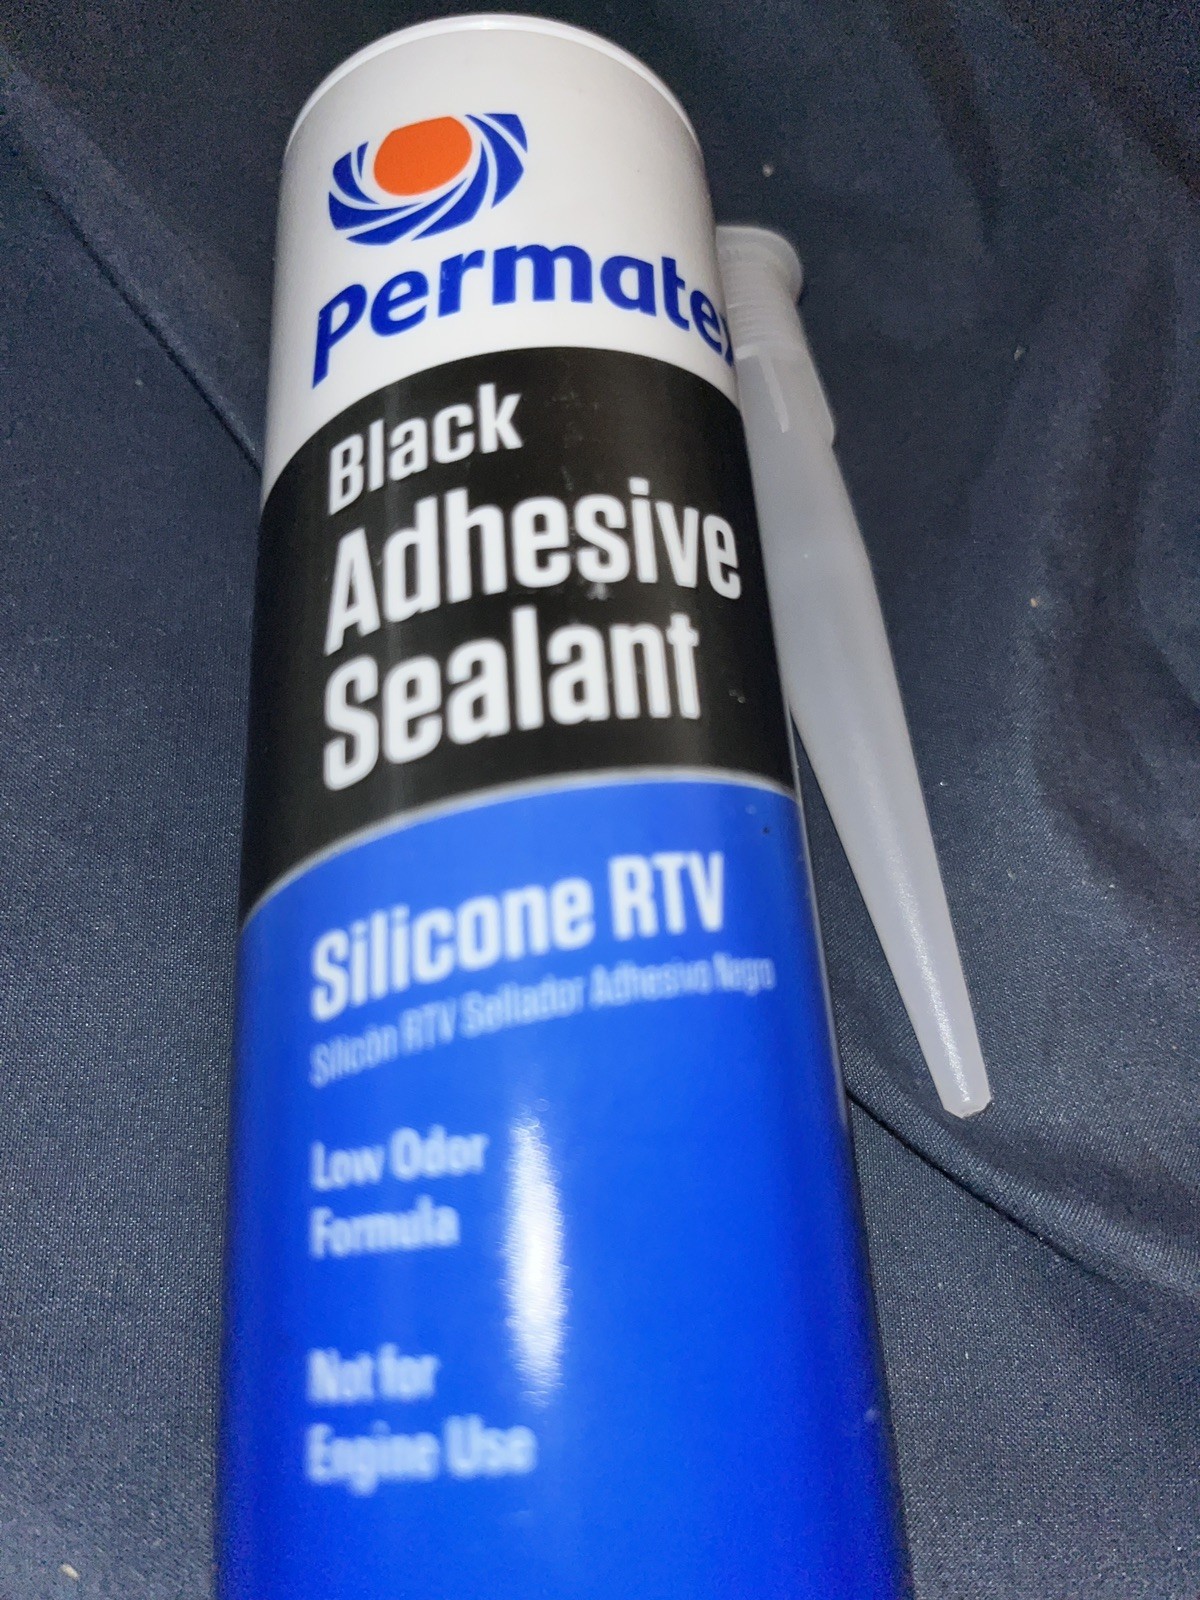 Permatex
Black
Adhesive
Sealant
Silicone RTV
Silicón RTV Sellador Adhesivo Negro
Low Odor
Formula
Not for
Engine Use